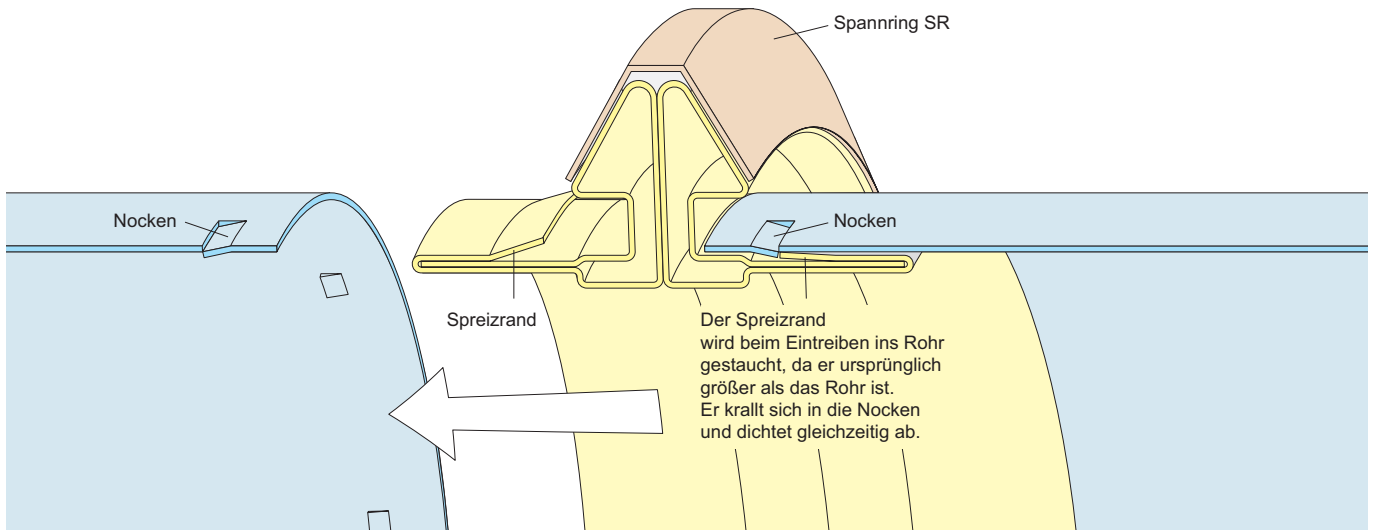 Spannring SR
Nocken
Nocken
Spreizrand
Der Spreizrand
wird beim Eintreiben ins Rohr
gestaucht, da er ursprünglich
größer als das Rohr ist.
Er krallt sich in die Nocken
und dichtet gleichzeitig ab.